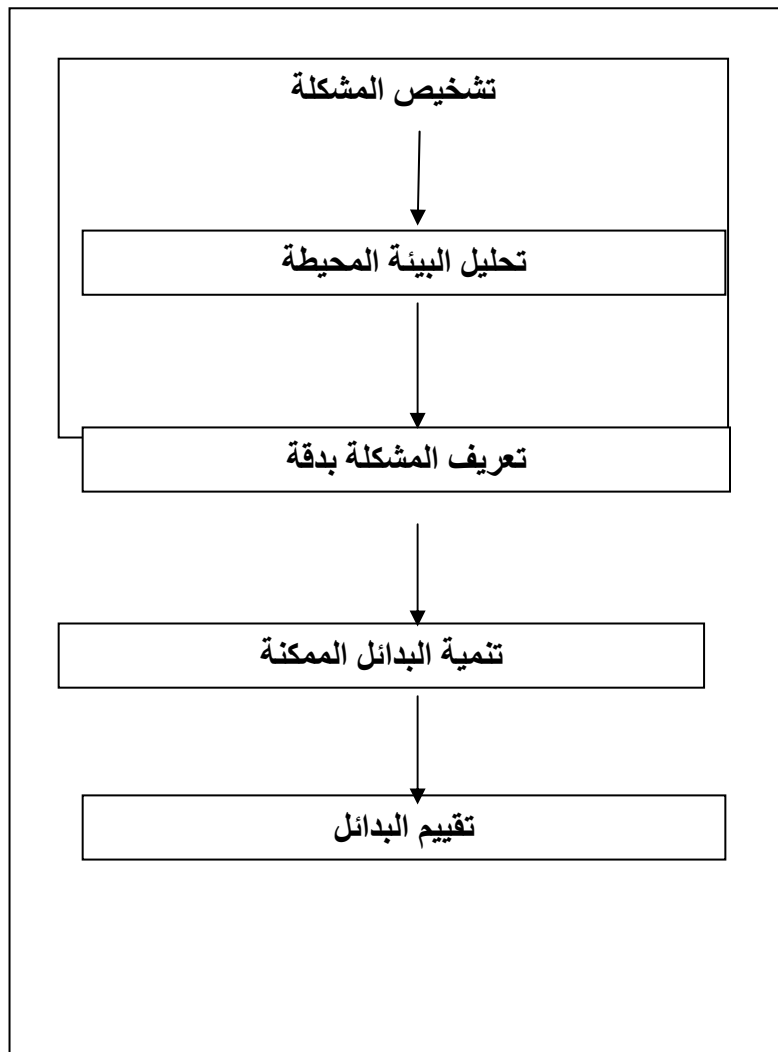 تشخيص المشكلة
تحليل البيئة المحيطة
تعريف المشكلة بدقة
تنمية البدائل الممكنة
تقييم البدائل